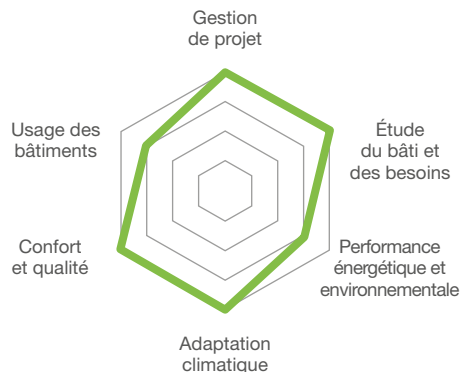 Gestion
de projet
Étude
du bâti et
des besoins
Performance
énergétique et
environnementale
Adaptation
climatique
Confort
et qualité
Usage des
bâtiments